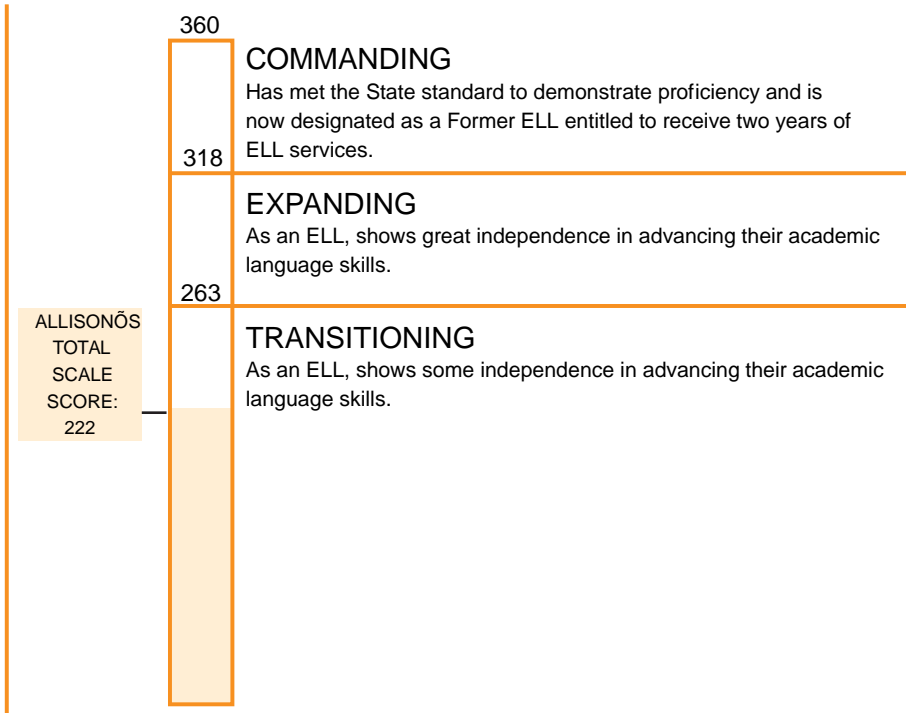 360
COMMANDING
Has met the State standard to demonstrate proficiency and is
now designated as a Former ELL entitled to receive two years of
ELL services.
318
EXPANDING
As an ELL, shows great independence in advancing their academic
language skills.
263
ALLISONÕS
TOTAL
SCALE
SCORE:
222
TRANSITIONING
As an ELL, shows some independence in advancing their academic
language skills.